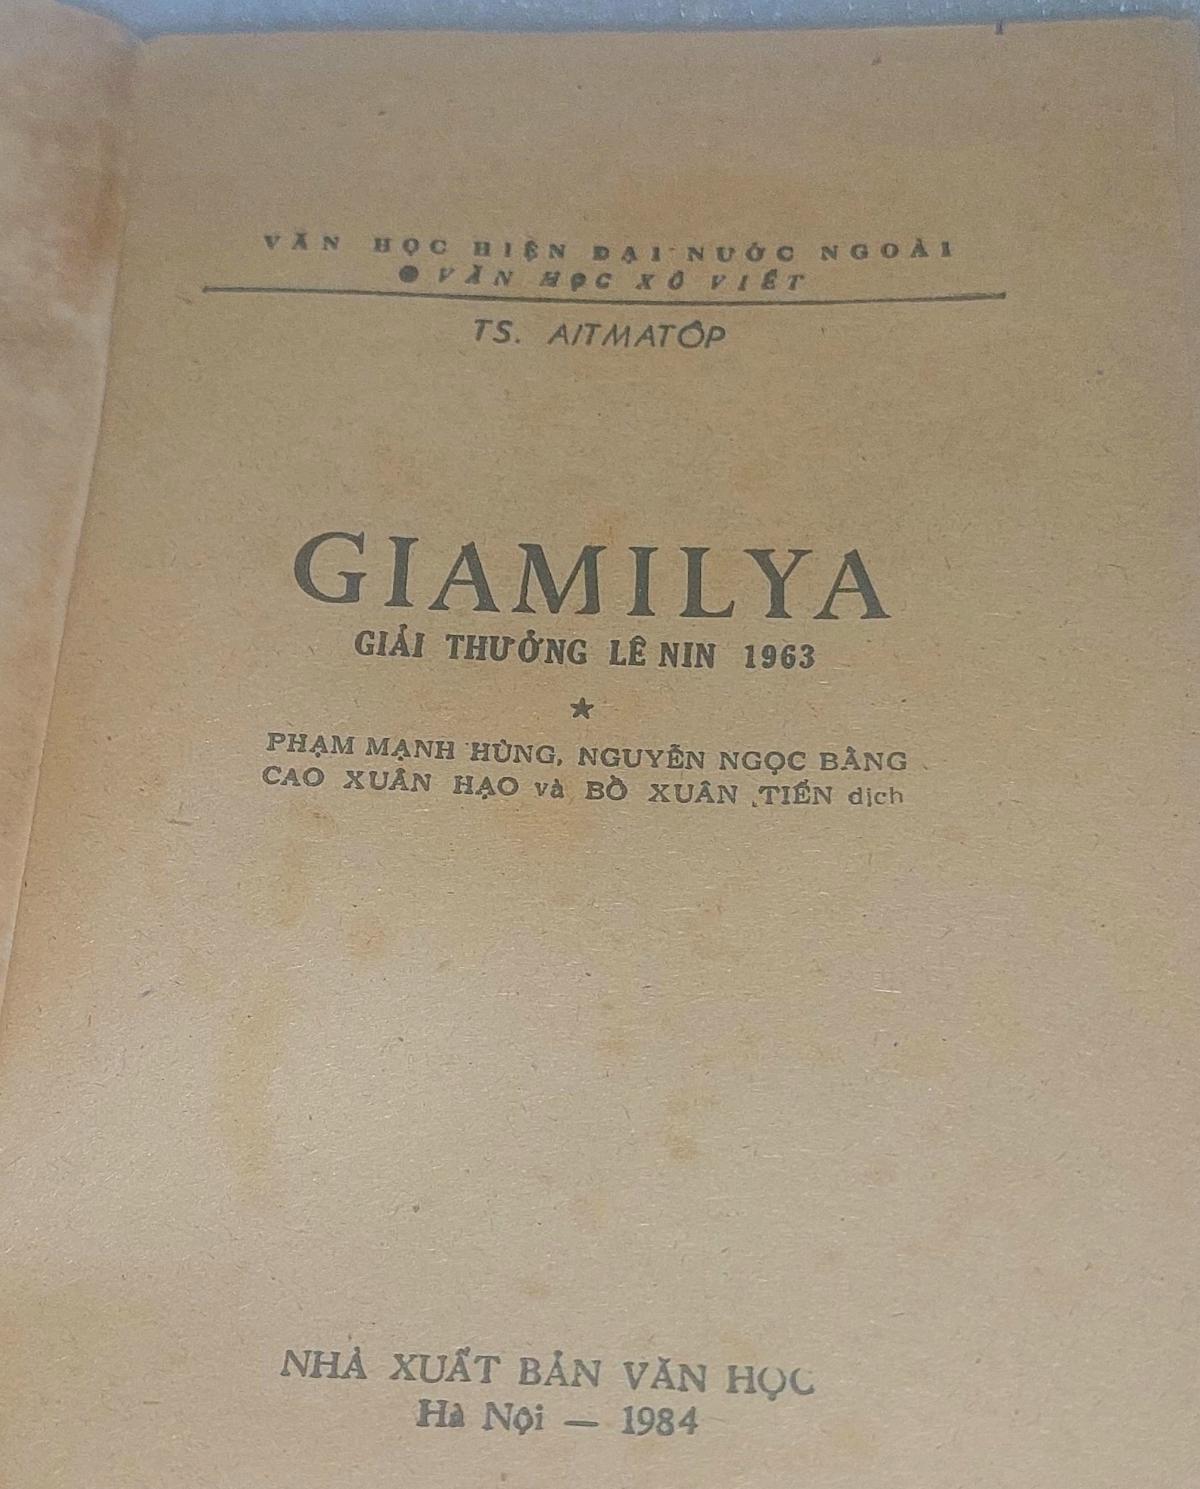 VĂN HỌC HIỆN ĐẠI NƯỚC NGOÀI
● VĂN HỌC XÔ VIẾT
TS. AITMATÔP
GIAMILYA
GIẢI THƯỞNG LÊ NIN 1963
★
PHẠM MẠNH HÙNG, NGUYỄN NGỌC BẰNG
CAO XUÂN HẠO và BỒ XUÂN TIẾN dịch
NHÀ XUẤT BẢN VĂN HỌC
Hà Nội — 1984